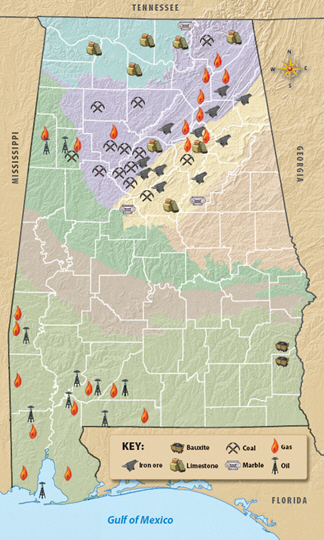 TENNESSEE
MISSISSIPPI
GEORGIA
N
W E
S
KEY:
Bauxite
Coal
Gas
Iron ore
Limestone
Marble
Oil
FLORIDA
Gulf of Mexico